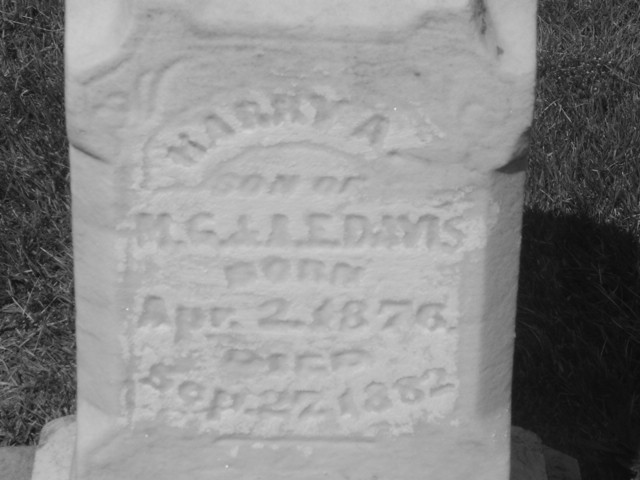 HARRY A.
SON OF
M.C. & A.E. DAVIS
BORN
Apr. 2. 1876.
DIED
Sep. 27. 1882